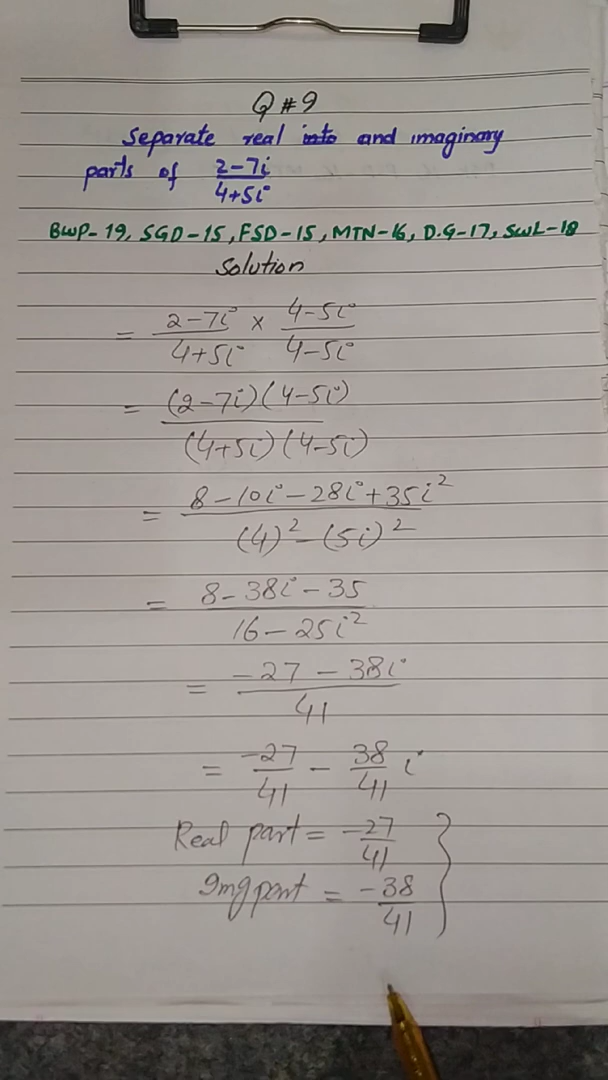 Q #9
Separate real into and imaginary
parts of 2-7i/4+5i
BWP-19, SGD-15, FSD-15, MTN-16, D.G-17, SWL-18
Solution
= 2-7i/4+5i × 4-5i/4-5i
= (2-7i)(4-5i)/(4+5i)(4-5i)
= 8-10i-28i+35i²/(4)²-(5i)²
= 8-38i-35/16-25i²
= -27-38i/41
= -27/41 - 38/41 i
Real part = -27/41
Img part = -38/41